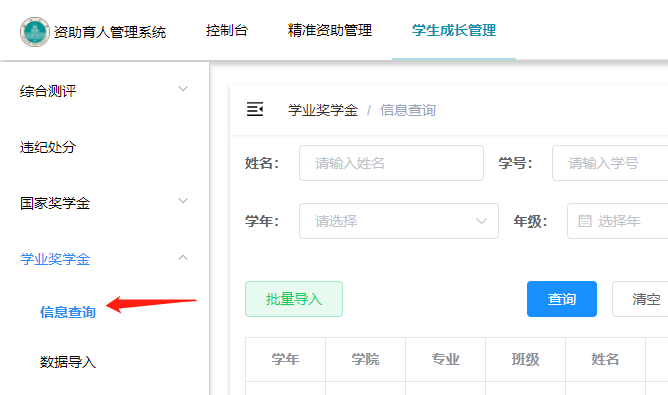 资助育人管理系统 控制台 精准资助管理 学生成长管理
综合测评
违纪处分
国家奖学金
学业奖学金
信息查询
数据导入
学业奖学金 / 信息查询
姓名： 请输入姓名 学号： 请输入学号
学年： 请选择 年级： 选择年
批量导入 查询 清空
学年 学院 专业 班级 姓名